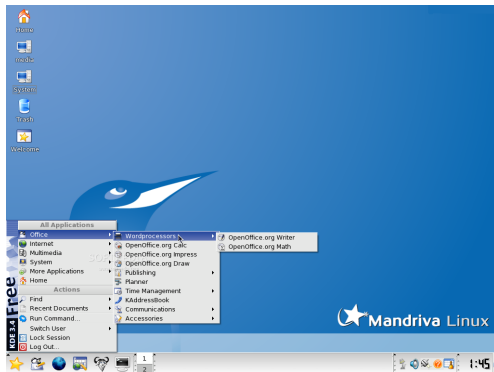 Home
media
System
Trash
Welcome
All Applications
Office
Internet
Multimedia
System
More Applications
Home
Actions
Find
Recent Documents
Run Command...
Switch User
Lock Session
Log Out...
KDE 3.4 Free
Wordprocessors
OpenOffice.org Calc
OpenOffice.org Impress
OpenOffice.org Draw
Publishing
Planner
Time Management
KAddressBook
Communications
Accessories
OpenOffice.org Writer
OpenOffice.org Math
Mandriva Linux
1
2
1:45